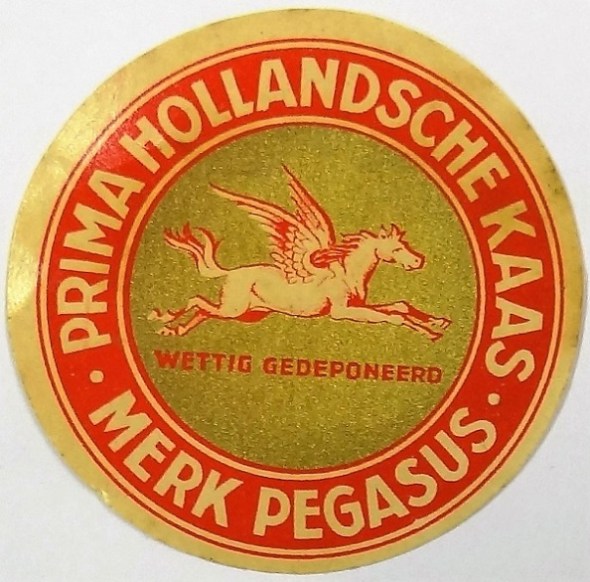 PRIMA HOLLANDSCHE KAAS
WETTIG GEDEPONEERD
MERK PEGASUS